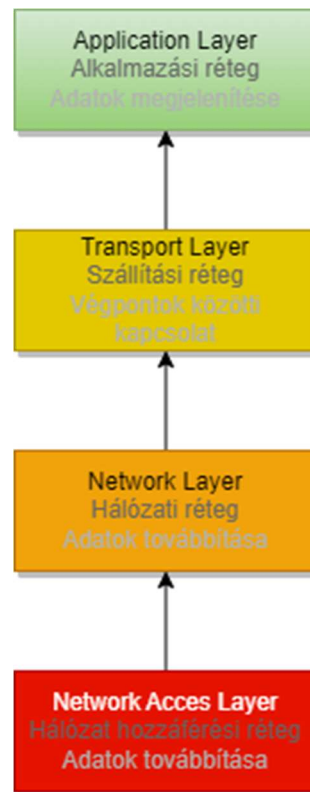 Application Layer
Alkalmazási réteg
Adatok megjelenítése
Transport Layer
Szállítási réteg
Végpontok közötti
kapcsolat
Network Layer
Hálózati réteg
Adatok továbbítása
Network Acces Layer
Hálózat hozzáférési réteg
Adatok továbbítása